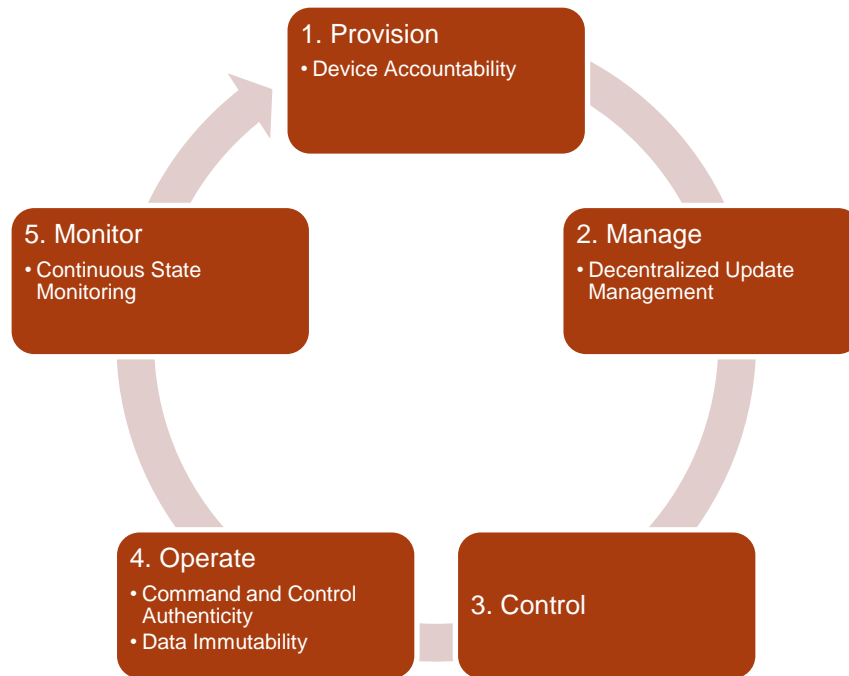 1. Provision
• Device Accountability
2. Manage
• Decentralized Update
Management
3. Control
4. Operate
• Command and Control
Authenticity
• Data Immutability
5. Monitor
• Continuous State
Monitoring